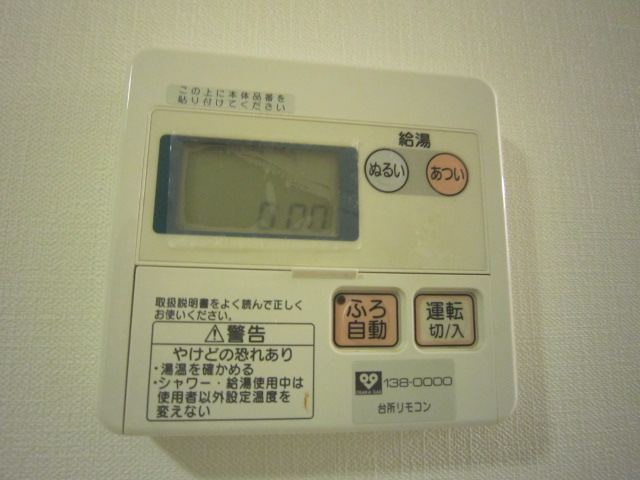 この上に本体品番を
貼り付けてください
給湯
ぬるい
あつい
0:00
取扱説明書をよく読んで正しく
お使いください。
ふろ
自動
運転
切/入
警告
やけどの恐れあり
・湯温を確かめる
・シャワー・給湯使用中は
使用者以外設定温度を
変えない
OSAKA GAS
138-0000
台所リモコン